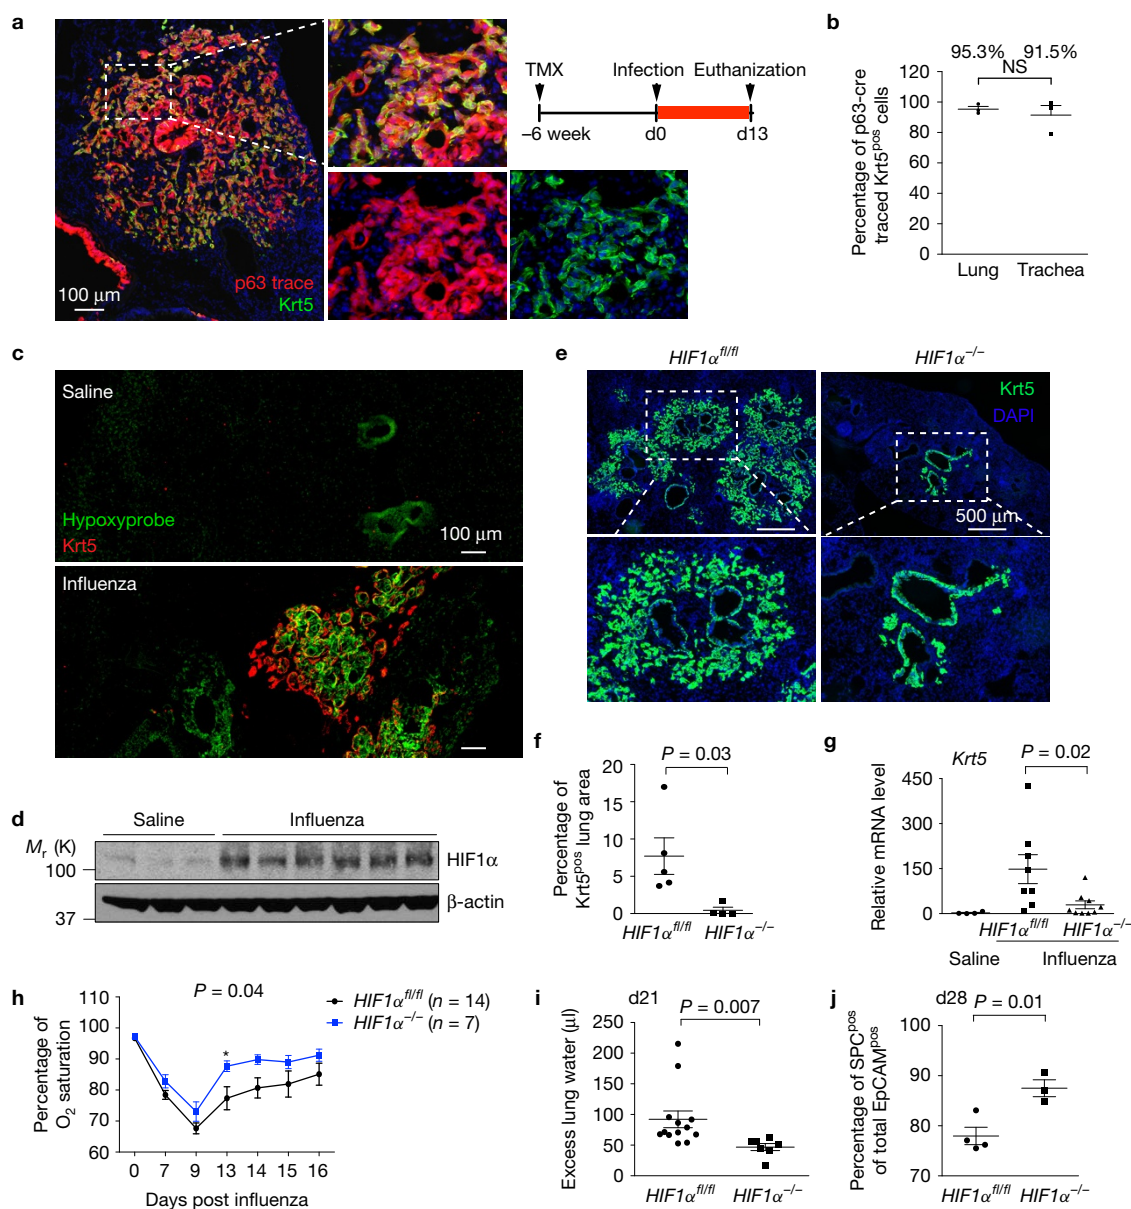 a
TMX
Infection
Euthanization
–6 week
d0
d13
p63 trace
Krt5
100 μm
b
95.3%
91.5%
NS
120
100
80
60
40
20
0
Percentage of p63-cre
traced Krt5pos cells
Lung
Trachea
c
Saline
Hypoxyprobe
Krt5
100 μm
Influenza
d
Saline
Influenza
Mr (K)
100
HIF1α
β-actin
37
e
HIF1αfl/fl
HIF1α–/–
Krt5
DAPI
500 μm
f
P = 0.03
20
15
10
5
0
Percentage of
Krt5pos lung area
HIF1αfl/fl
HIF1α–/–
g
Krt5
P = 0.02
450
300
150
0
Relative mRNA level
HIF1αfl/fl
HIF1α–/–
Saline
Influenza
h
P = 0.04
HIF1αfl/fl (n = 14)
HIF1α–/– (n = 7)
110
100
90
80
70
60
*
Percentage of
O2 saturation
0
7
9
13
14
15
16
Days post influenza
i
d21
P = 0.007
250
200
150
100
50
0
Excess lung water (μl)
HIF1αfl/fl
HIF1α–/–
j
d28
P = 0.01
100
90
80
70
Percentage of SPCpos
of total EpCAMpos
HIF1αfl/fl
HIF1α–/–